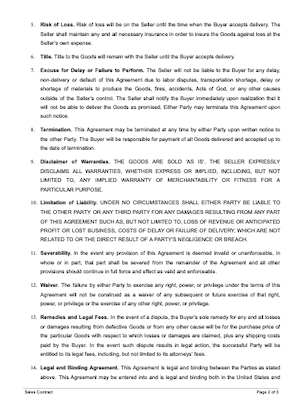 5. Risk of Loss. Risk of loss will be on the Seller until the time when the Buyer accepts delivery. The
Seller shall maintain any and all necessary insurance in order to insure the goods against loss at the
Seller's own expense.
6. Title. Title to the goods will remain with the Seller until the Buyer accepts delivery.
7. Excuse for Delay or Failure to Perform. The Seller will not be liable to the Buyer for any delay,
non-delivery or default of this Agreement due to labor disputes, transportation shortage, delay or
shortage of materials to produce the Goods, fires, accidents, Acts of God, or any other causes
outside of the Seller's control. The Seller shall notify the Buyer immediately upon realization that it
will not be able to deliver the Goods as promised. Either Party may terminate this Agreement upon
such notice.
8. Termination. This Agreement may be terminated at any time by either Party upon written notice
to the other Party. The Buyer will be responsible for payment of all Goods delivered and accepted up to
the date of termination.
9. Disclaimer of Warranties. THE GOODS ARE SOLD 'AS IS'. THE SELLER EXPRESSLY
DISCLAIMS ALL WARRANTIES, WHETHER EXPRESS OR IMPLIED, INCLUDING, BUT NOT
LIMITED TO, ANY IMPLIED WARRANTY OF MERCHANTABILITY OR FITNESS FOR A
PARTICULAR PURPOSE.
10. Limitation of Liability. UNDER NO CIRCUMSTANCES SHALL EITHER PARTY BE LIABLE TO
THE OTHER PARTY OR ANY THIRD PARTY FOR ANY DAMAGES RESULTING FROM ANY PART
OF THIS AGREEMENT SUCH AS, BUT NOT LIMITED TO, LOSS OF REVENUE OR ANTICIPATED
PROFIT OR LOST BUSINESS, COSTS OF DELAY OR FAILURE OF DELIVERY, WHICH ARE NOT
RELATED TO OR THE DIRECT RESULT OF A PARTY'S NEGLIGENCE OR BREACH.
11. Severability. In the event any provision of this Agreement is deemed invalid or unenforceable, in
whole or in part, that part shall be severed from the remainder of the Agreement and all other
provisions should continue in full force and effect as valid and enforceable.
12. Waiver. The failure by either Party to exercise any right, power, or privilege under the terms of this
Agreement will not be construed as a waiver of any subsequent or future exercise of that right,
power, or privilege or the exercise of any other right, power, or privilege.
13. Remedies and Legal Fees. In the event of a dispute, the Buyer's sole remedy for any and all losses
or damages resulting from defective Goods or from any other cause will be for the purchase price
of the particular Goods with respect to which losses or damages are claimed, plus any shipping costs
paid by the Buyer. In the event such dispute results in legal action, the successful Party will be
entitled to its legal fees, including, but not limited to its attorneys' fees.
14. Legal and Binding Agreement. This Agreement is legal and binding between the Parties as stated
above. This Agreement may be entered into and is legal and binding both in the United States and
Sales Contract Page 2 of 3